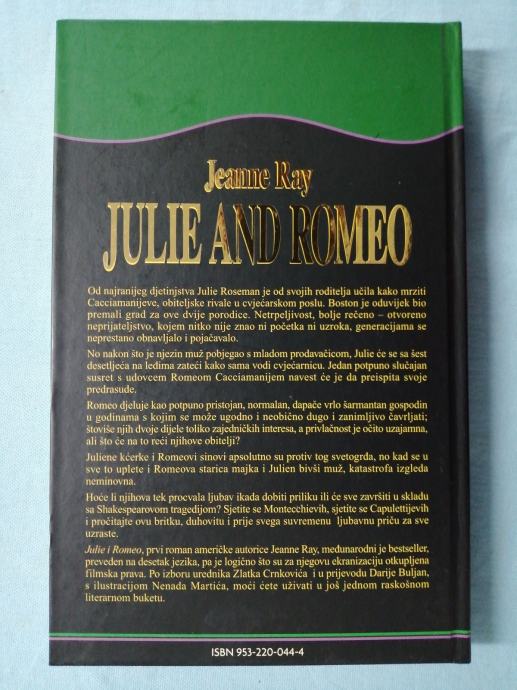 Jeanne Ray
JULIE AND ROMEO
Od najranijeg djetinjstva Julie Roseman je od svojih roditelja učila kako mrziti
Cacciamanijeve, obiteljske rivale u cvjećarskom poslu. Boston je oduvijek bio
premali grad za ove dvije porodice. Netrpeljivost, bolje rečeno – otvoreno
neprijateljstvo, kojem nitko nije znao ni početka ni uzroka, generacijama se
neprestano obnavljalo i pojačavalo.
No nakon što je njezin muž pobjegao s mladom prodavačicom, Julie će se sa šest
desetljeća na leđima zateći kako sama vodi cvjećarnicu. Jedan potpuno slučajan
susret s udovcem Romeom Cacciamanijem navest će je da preispita svoje
predrasude.
Romeo djeluje kao potpuno pristojan, normalan, dapače vrlo šarmantan gospodin
u godinama s kojim se može ugodno i neobično dugo i zanimljivo čavrljati;
štoviše njih dvoje dijele toliko zajedničkih interesa, a privlačnost je očito uzajamna,
ali što će na to reći njihove obitelji?
Juliene kćerke i Romeovi sinovi apsolutno su protiv tog svetogrđa, no kad se u
sve to uplete i Romeova starica majka i Julien bivši muž, katastrofa izgleda
neminovna.
Hoće li njihova tek procvala ljubav ikada dobiti priliku ili će sve završiti u skladu
sa Shakespearovom tragedijom? Sjetite se Montecchievih, sjetite se Capulettijevih
i pročitajte ovu britku, duhovitu i prije svega suvremenu ljubavnu priču za sve
uzraste.
Julie i Romeo, prvi roman američke autorice Jeanne Ray, međunarodni je bestseller,
preveden na desetak jezika, pa je logično što su za njegovu ekranizaciju otkupljena
filmska prava. Po izboru urednika Zlatka Crnkovića i u prijevodu Darije Buljan,
s ilustracijom Nenada Martića, moći ćete uživati u još jednom raskošnom
literarnom buketu.
ISBN 953-220-044-4